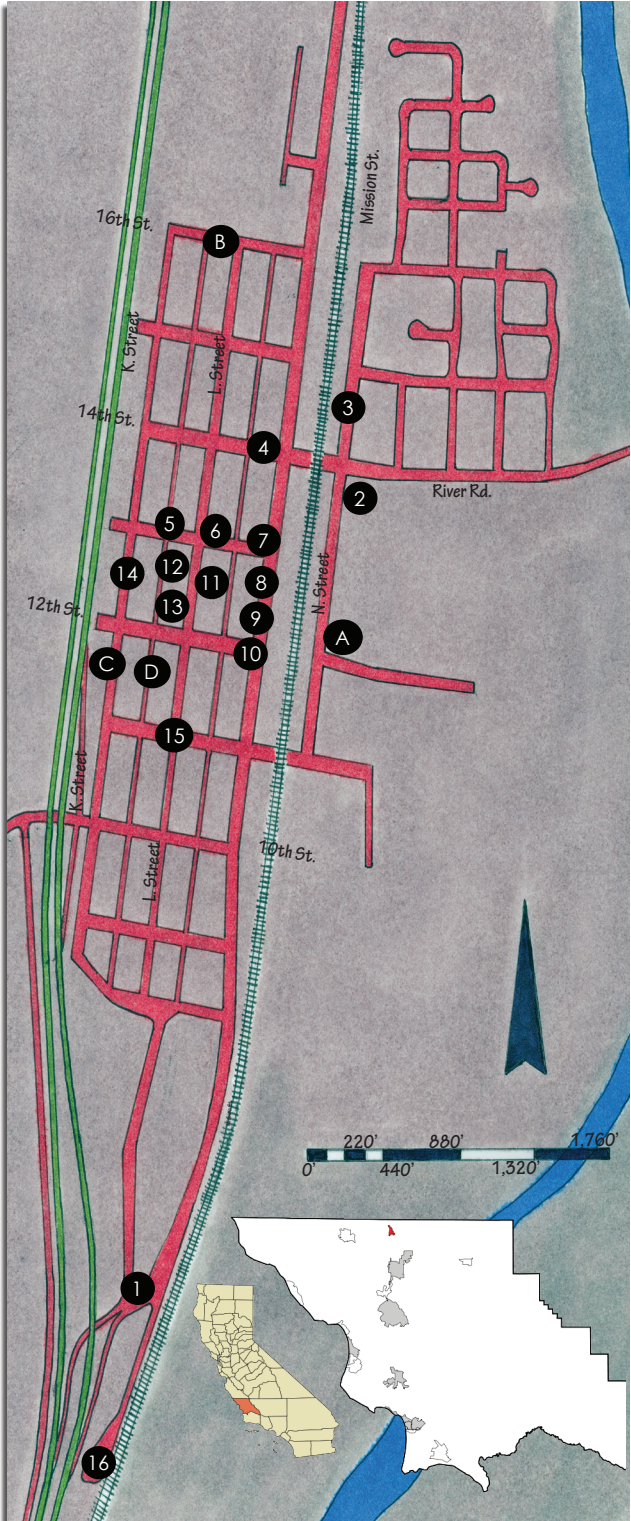 Mission St.
16th St.
B
K. Street
L. Street
3
14th St.
4
River Rd.
2
5
6
7
14
12
11
8
N. Street
12th St.
13
9
A
10
C
D
15
K. Street
10th St.
L. Street
220' 880' 1,760'
0' 440' 1,320'
1
16